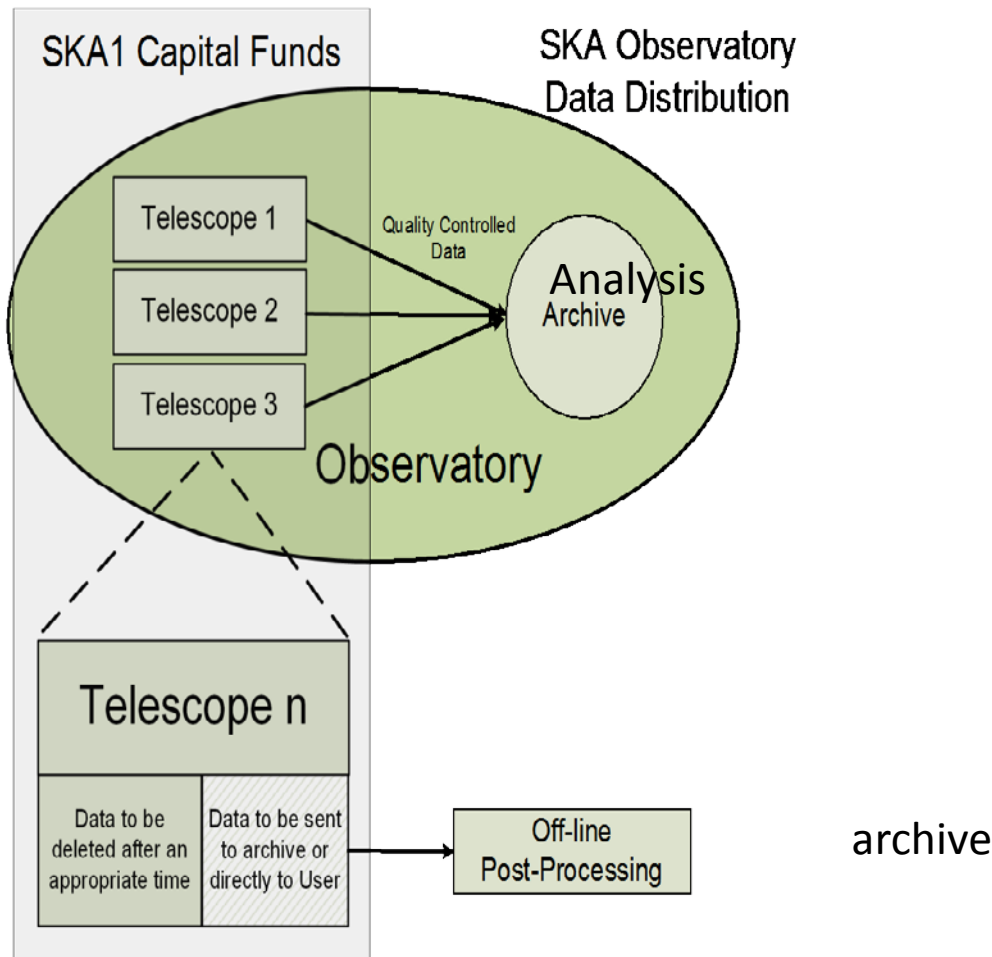 SKA1 Capital Funds
SKA Observatory
Data Distribution
Telescope 1
Quality Controlled
Data
Telescope 2
Analysis
Archive
Telescope 3
Observatory
Telescope n
Data to be
deleted after an
appropriate time
Data to be sent
to archive or
directly to User
Off-line
Post-Processing
archive